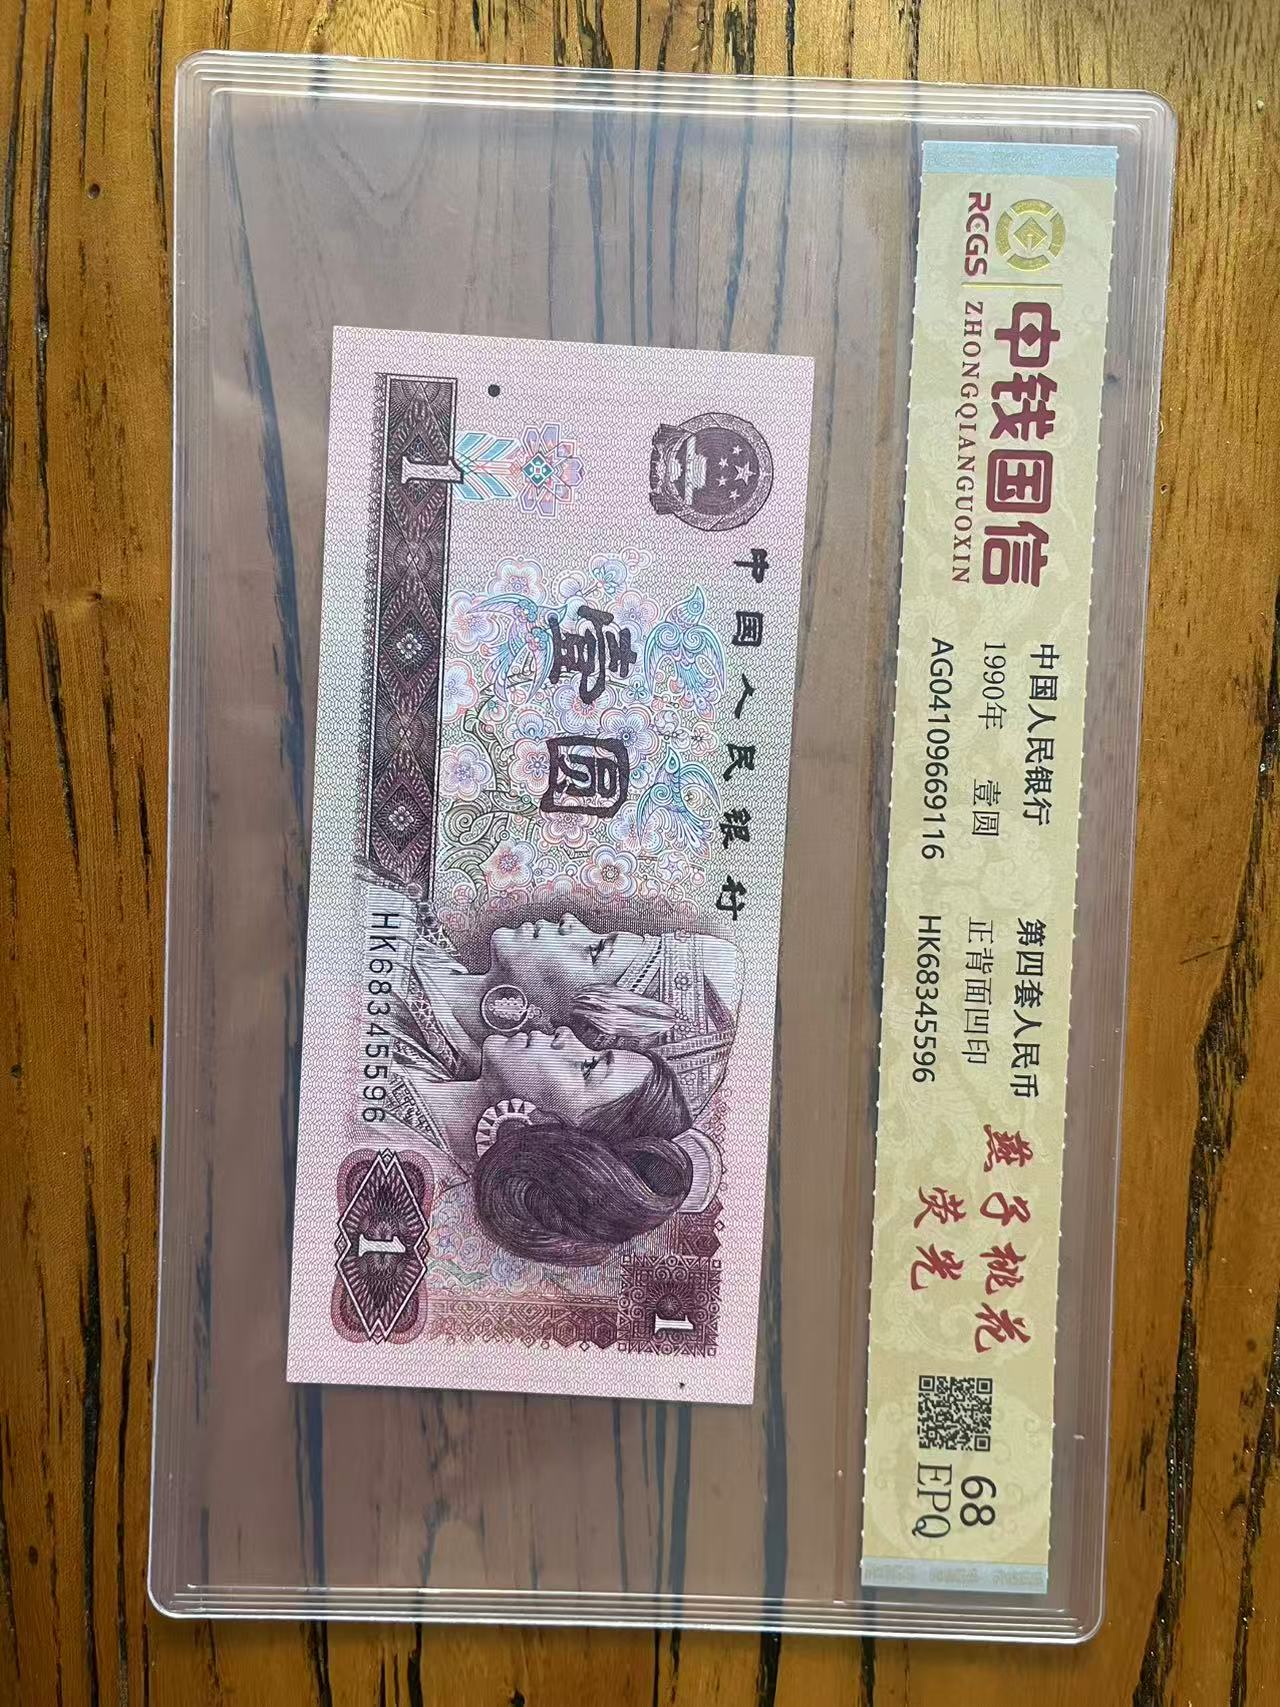 RCGS
中钱国信
ZHONGQIANGUOXIN
中国人民银行 第四套人民币
1990年 壹圆 正背面凹印
AG04109669116 HK68345596
燕子桃花
荧光
68
EPQ
中国人民银行
壹圆
1
HK68345596
1
1